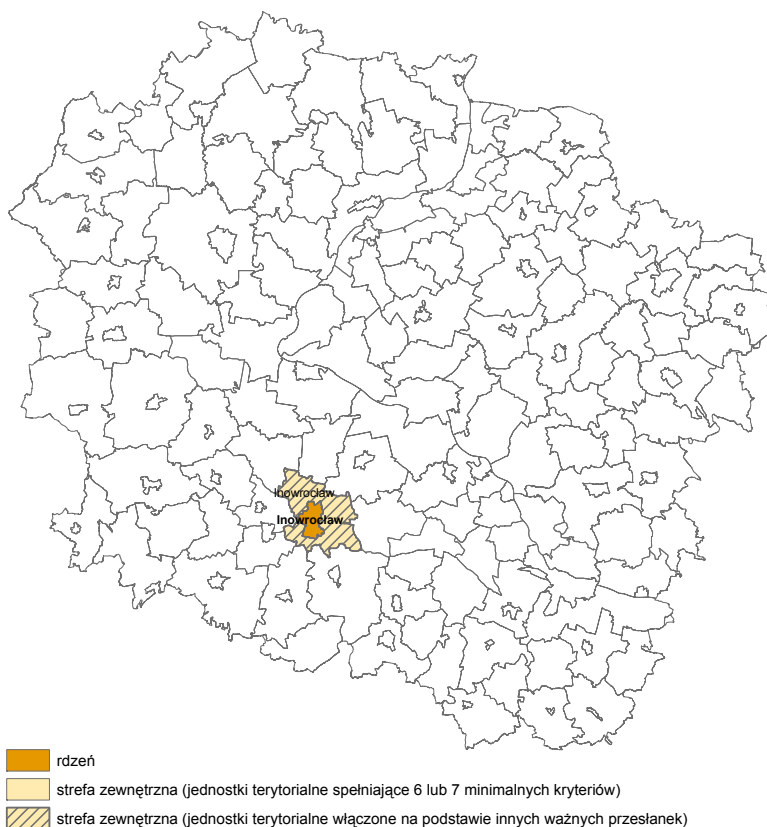 Inowrocław
Inowrocław
rdzeń
strefa zewnętrzna (jednostki terytorialne spełniające 6 lub 7 minimalnych kryteriów)
strefa zewnętrzna (jednostki terytorialne włączone na podstawie innych ważnych przesłanek)